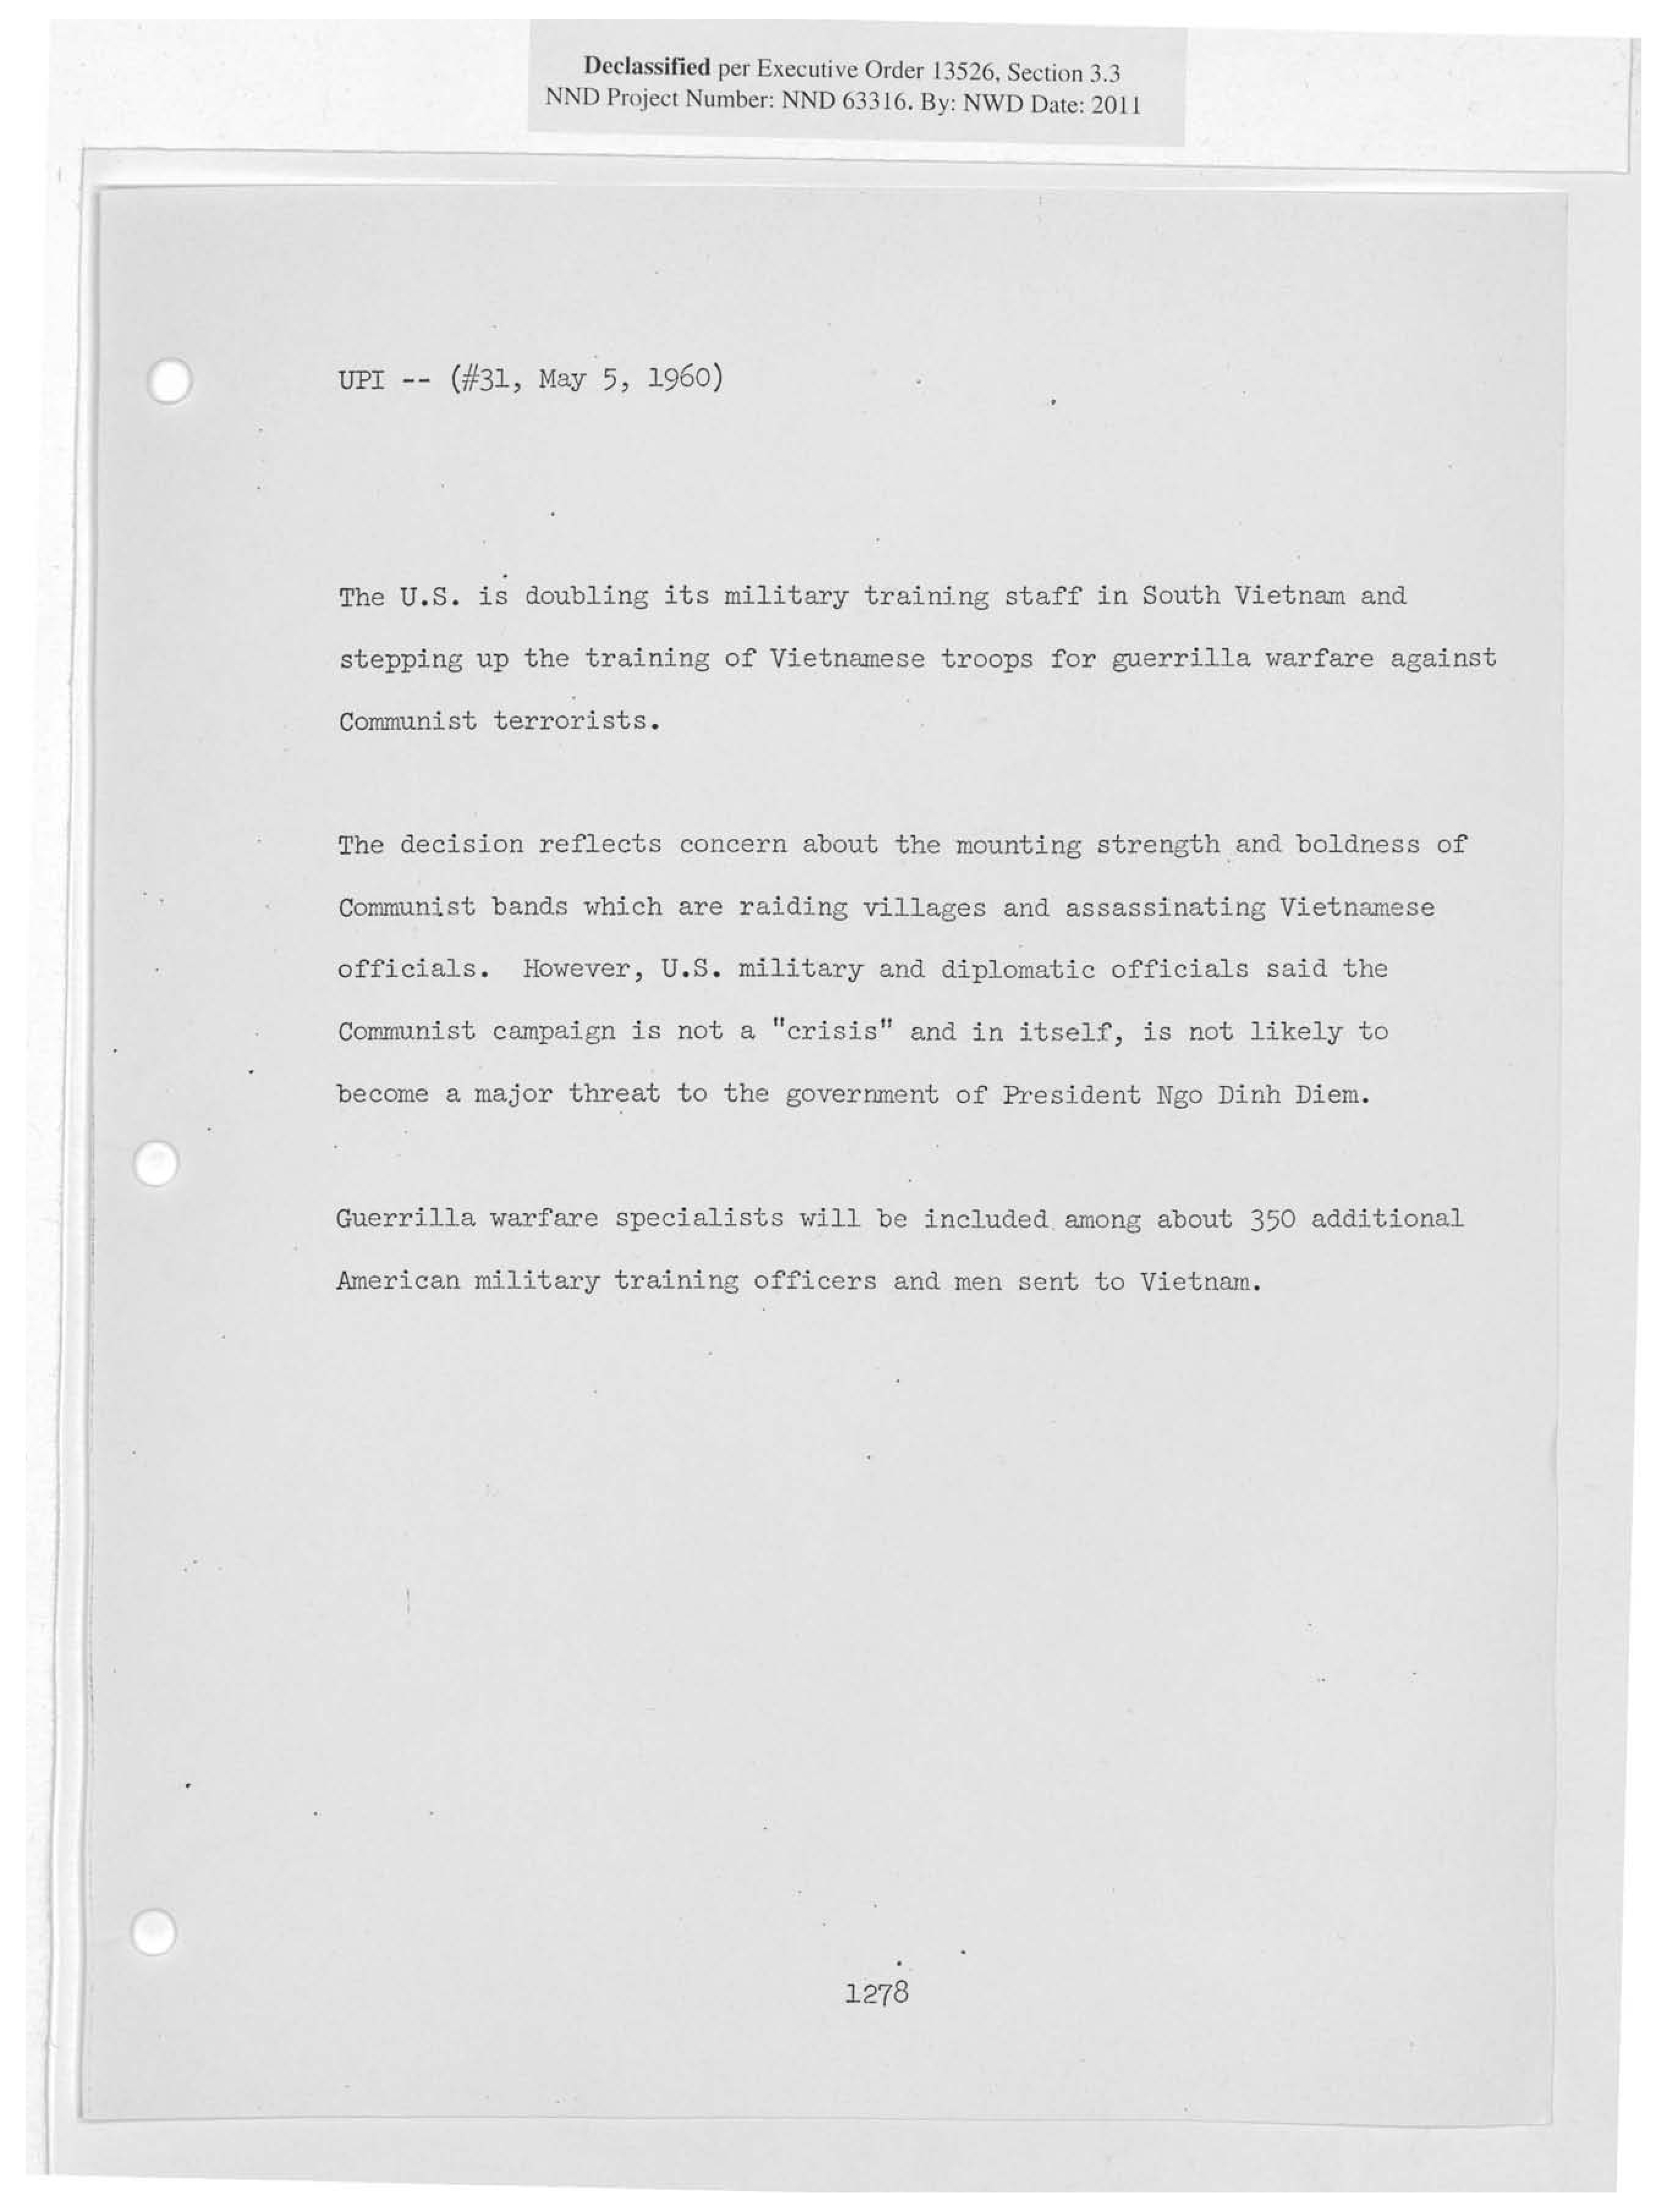 Declassified per Executive Order 13526, Section 3.3
NND Project Number: NND 63316. By: NWD Date: 2011
UPI -- (#31, May 5, 1960)
The U.S. is doubling its military training staff in South Vietnam and
stepping up the training of Vietnamese troops for guerrilla warfare against
Communist terrorists.
The decision reflects concern about the mounting strength and boldness of
Communist bands which are raiding villages and assassinating Vietnamese
officials. However, U.S. military and diplomatic officials said the
Communist campaign is not a "crisis" and in itself, is not likely to
become a major threat to the government of President Ngo Dinh Diem.
Guerrilla warfare specialists will be included among about 350 additional
American military training officers and men sent to Vietnam.
1278